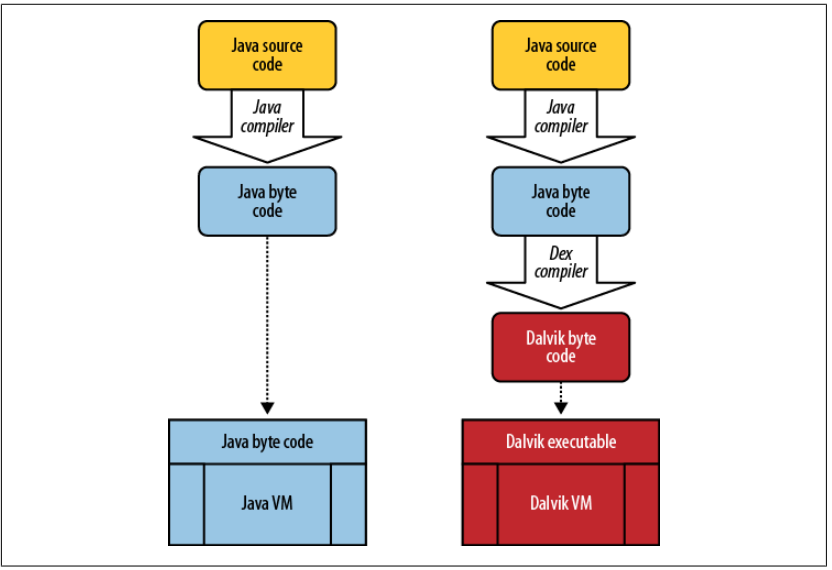 Java source
code
Java
compiler
Java byte
code
Java byte code
Java VM
Java source
code
Java
compiler
Java byte
code
Dex
compiler
Dalvik byte
code
Dalvik executable
Dalvik VM